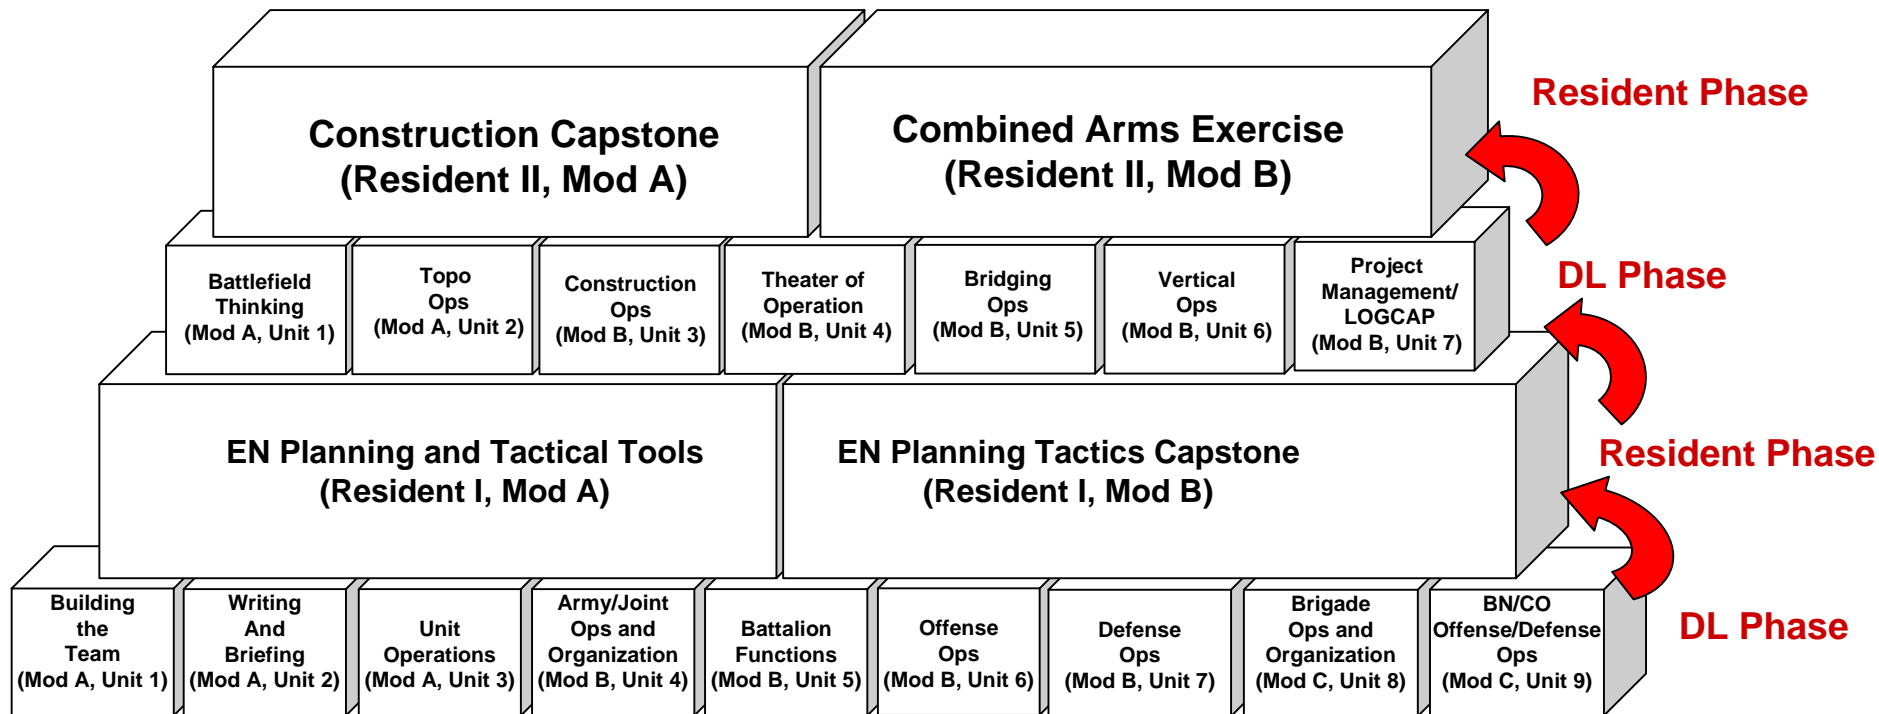 Construction Capstone
(Resident II, Mod A)
Combined Arms Exercise
(Resident II, Mod B)
Resident Phase
Battlefield
Thinking
(Mod A, Unit 1)
Topo
Ops
(Mod A, Unit 2)
Construction
Ops
(Mod B, Unit 3)
Theater of
Operation
(Mod B, Unit 4)
Bridging
Ops
(Mod B, Unit 5)
Vertical
Ops
(Mod B, Unit 6)
Project
Management/
LOGCAP
(Mod B, Unit 7)
DL Phase
EN Planning and Tactical Tools
(Resident I, Mod A)
EN Planning Tactics Capstone
(Resident I, Mod B)
Resident Phase
Building
the
Team
(Mod A, Unit 1)
Writing
And
Briefing
(Mod A, Unit 2)
Unit
Operations
(Mod A, Unit 3)
Army/Joint
Ops and
Organization
(Mod B, Unit 4)
Battalion
Functions
(Mod B, Unit 5)
Offense
Ops
(Mod B, Unit 6)
Defense
Ops
(Mod B, Unit 7)
Brigade
Ops and
Organization
(Mod C, Unit 8)
BN/CO
Offense/Defense
Ops
(Mod C, Unit 9)
DL Phase